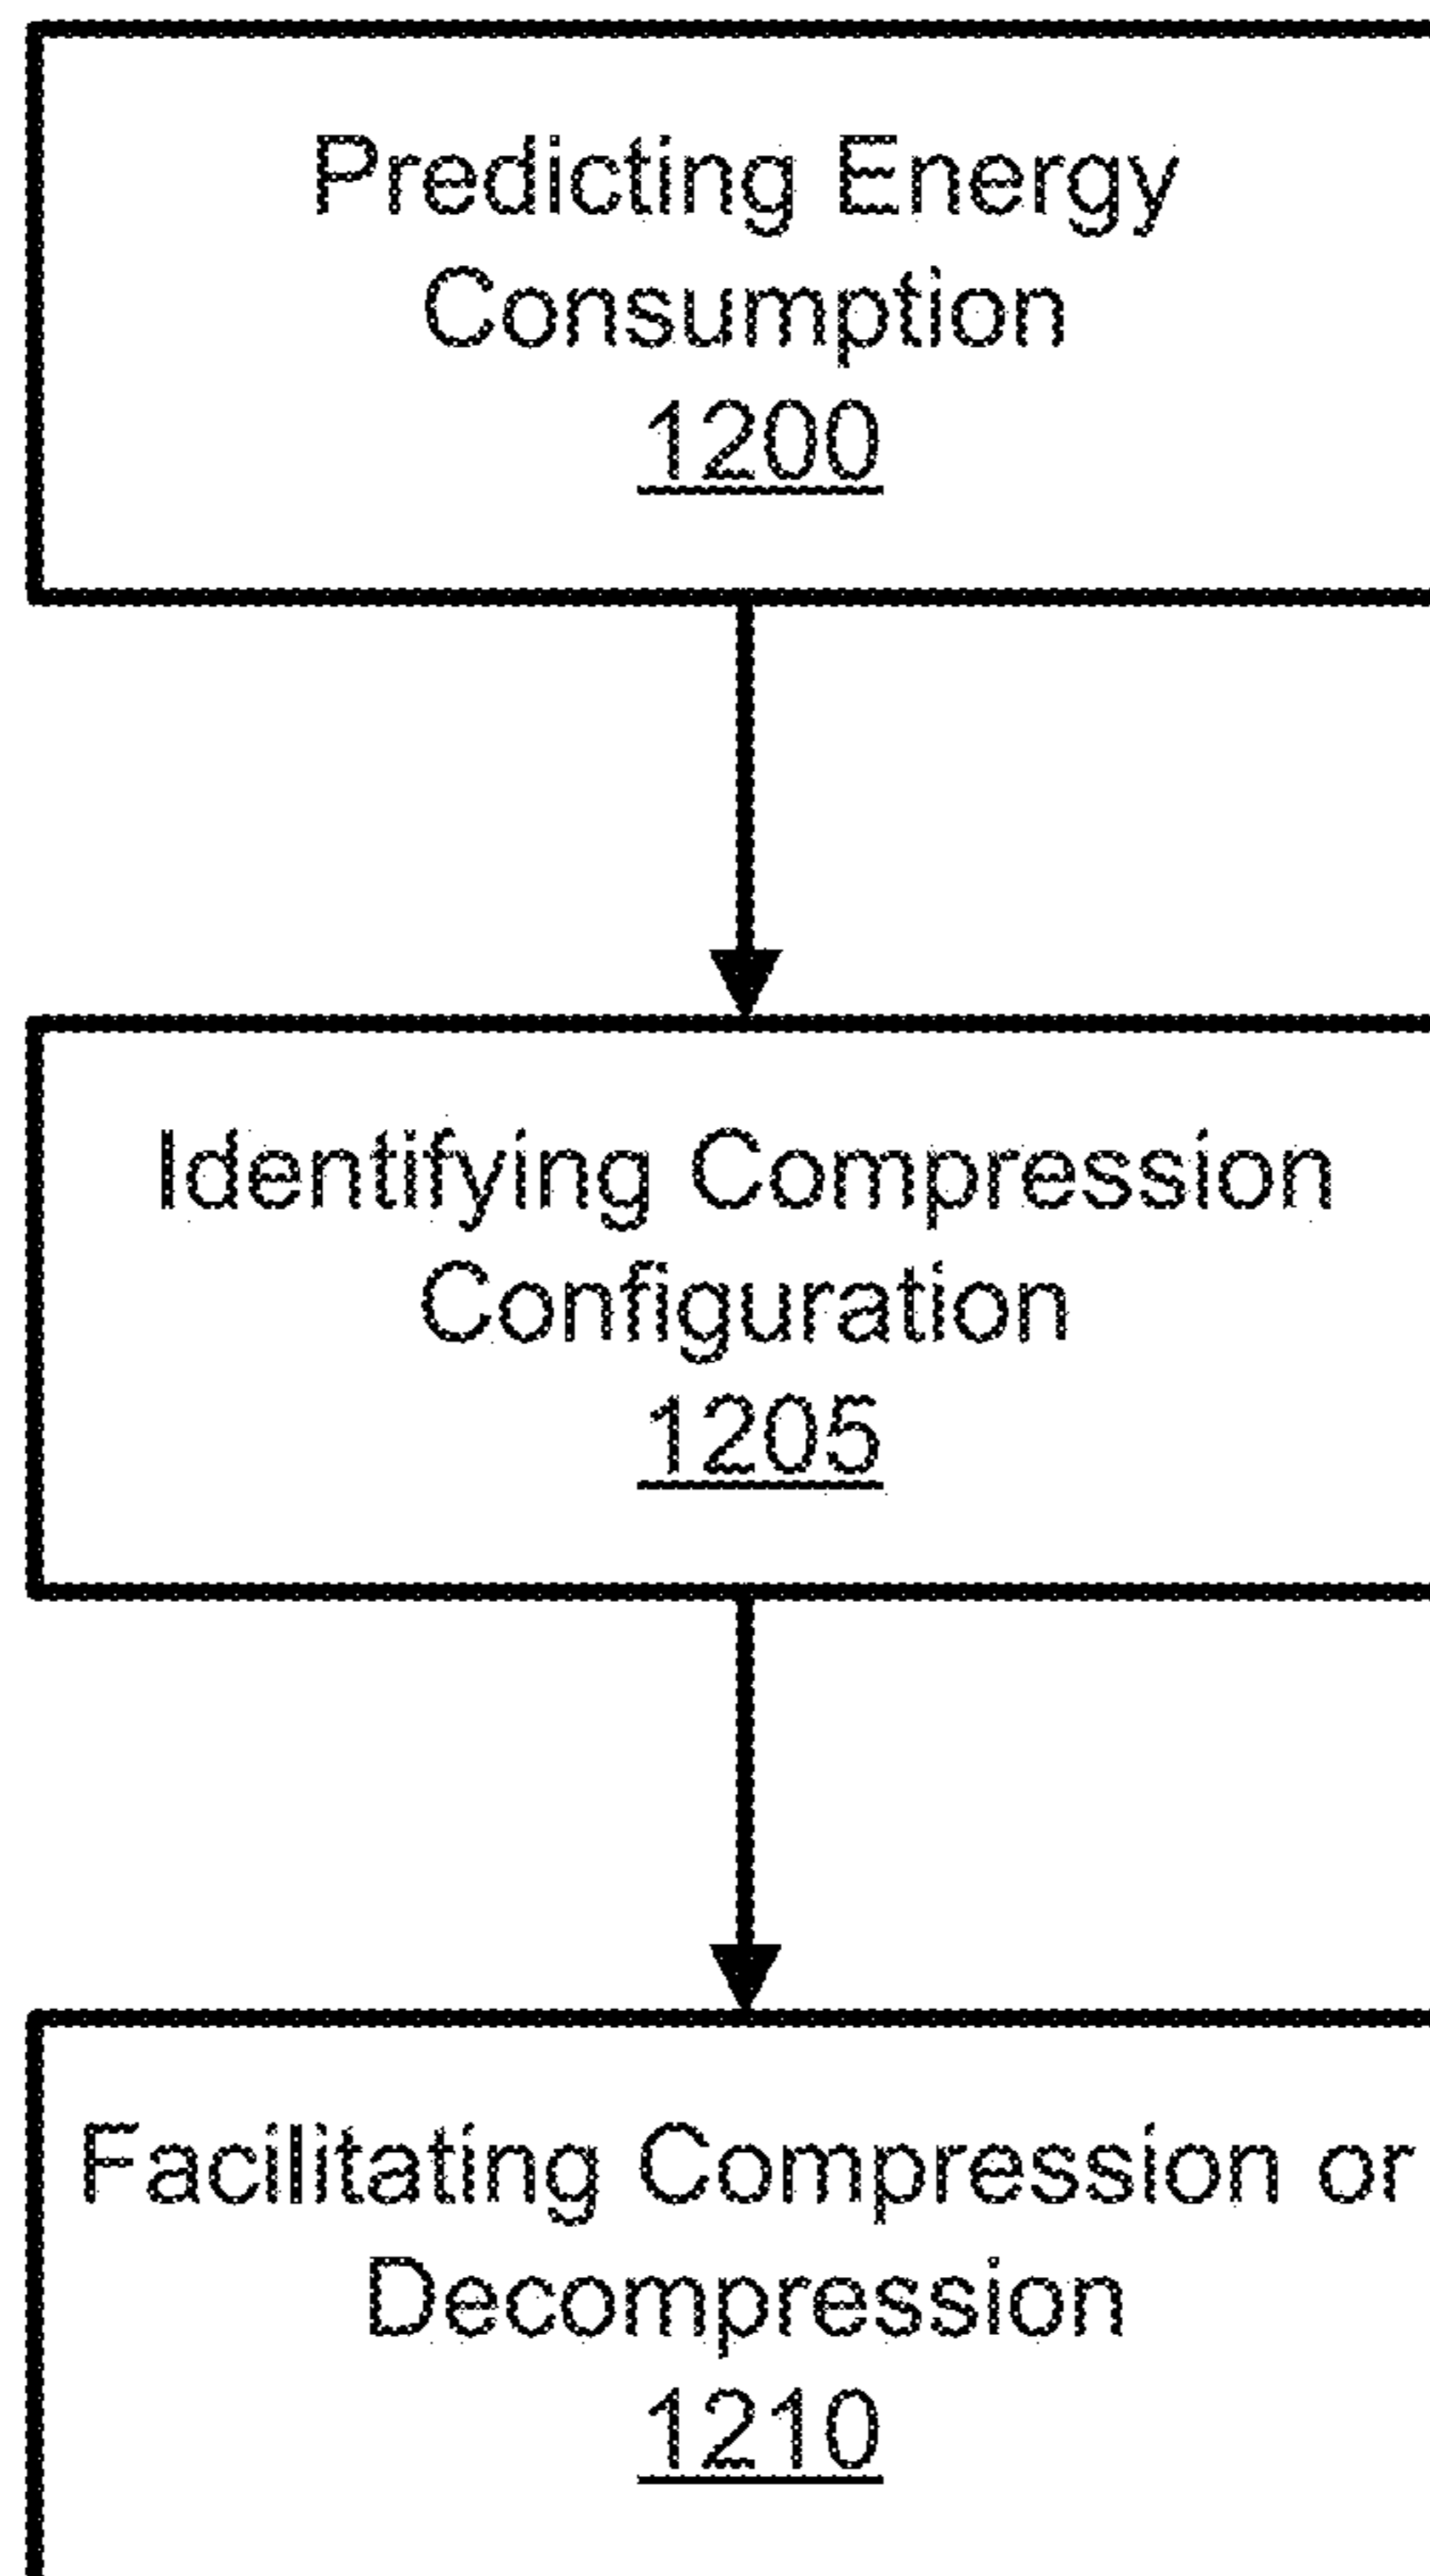 Predicting Energy
Consumption
1200
Identifying Compression
Configuration
1205
Facilitating Compression or
Decompression
1210